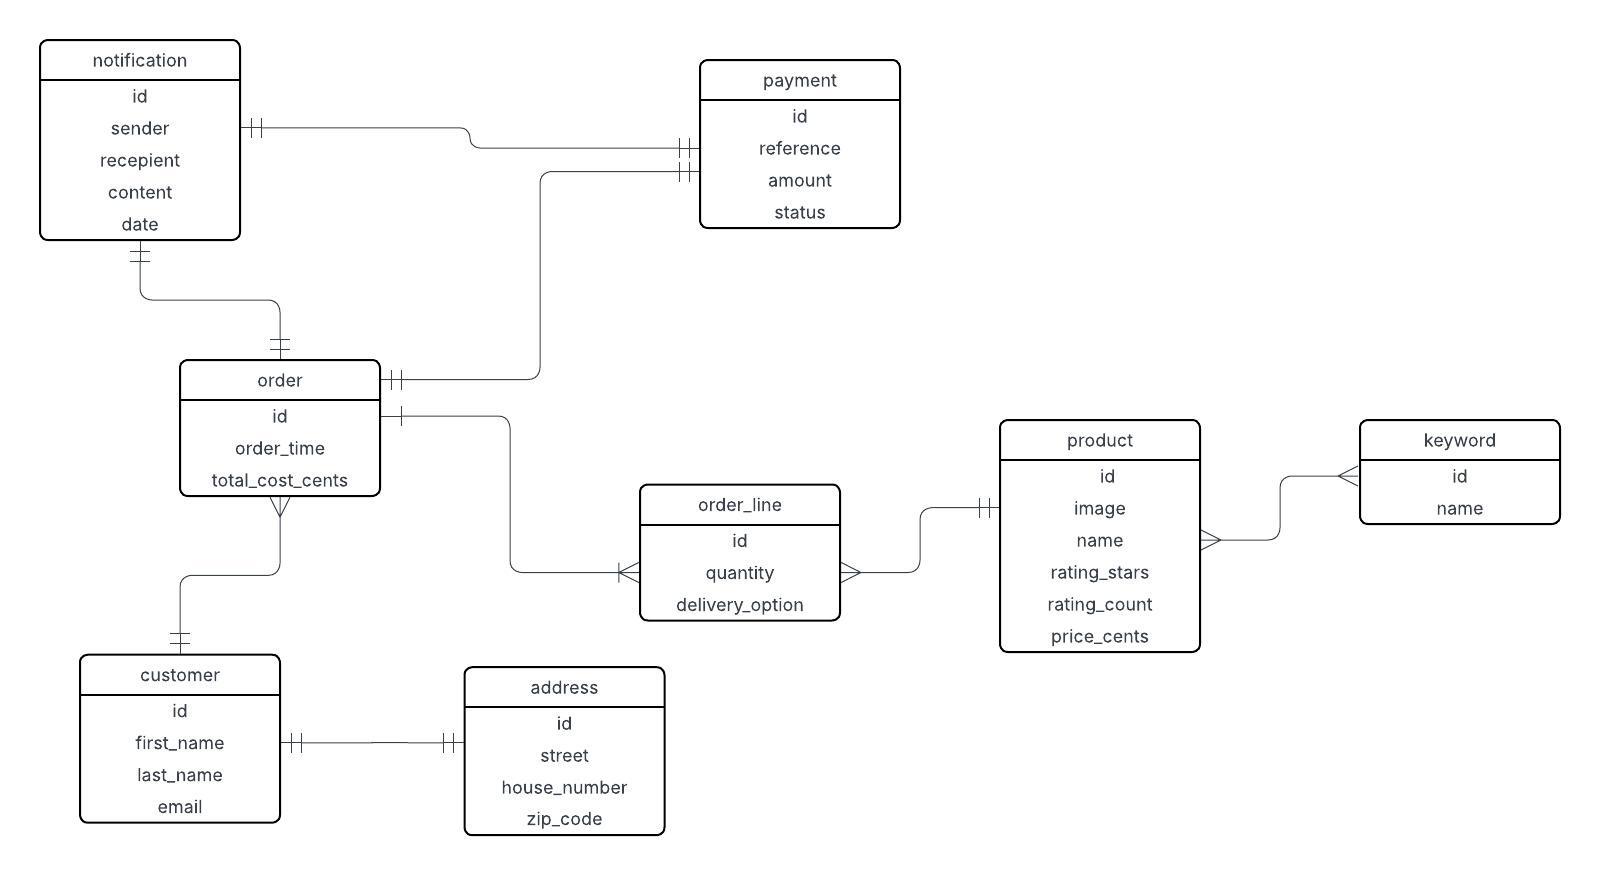 notification
id
sender
recepient
content
date
payment
id
reference
amount
status
order
id
order_time
total_cost_cents
order_line
id
quantity
delivery_option
product
id
image
name
rating_stars
rating_count
price_cents
keyword
id
name
customer
id
first_name
last_name
email
address
id
street
house_number
zip_code